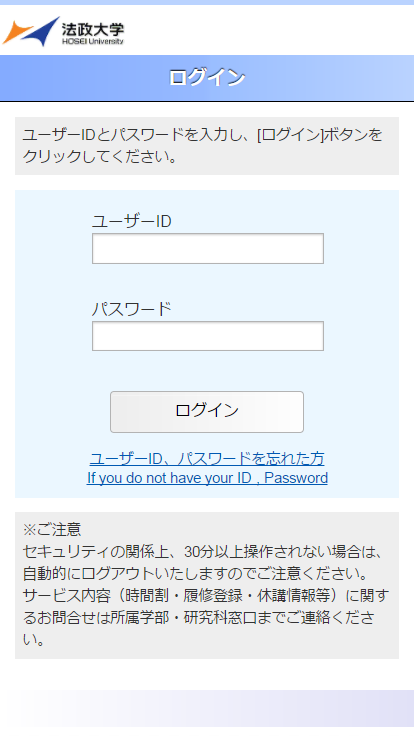 法政大学
HOSEI University
ログイン
ユーザーIDとパスワードを入力し、[ログイン]ボタンを
クリックしてください。
ユーザーID
パスワード
ログイン
ユーザーID、パスワードを忘れた方
If you do not have your ID , Password
※ご注意
セキュリティの関係上、30分以上操作されない場合は、
自動的にログアウトいたしますのでご注意ください。
サービス内容（時間割・履修登録・休講情報等）に関す
るお問合せは所属学部・研究科窓口までご連絡くださ
い。